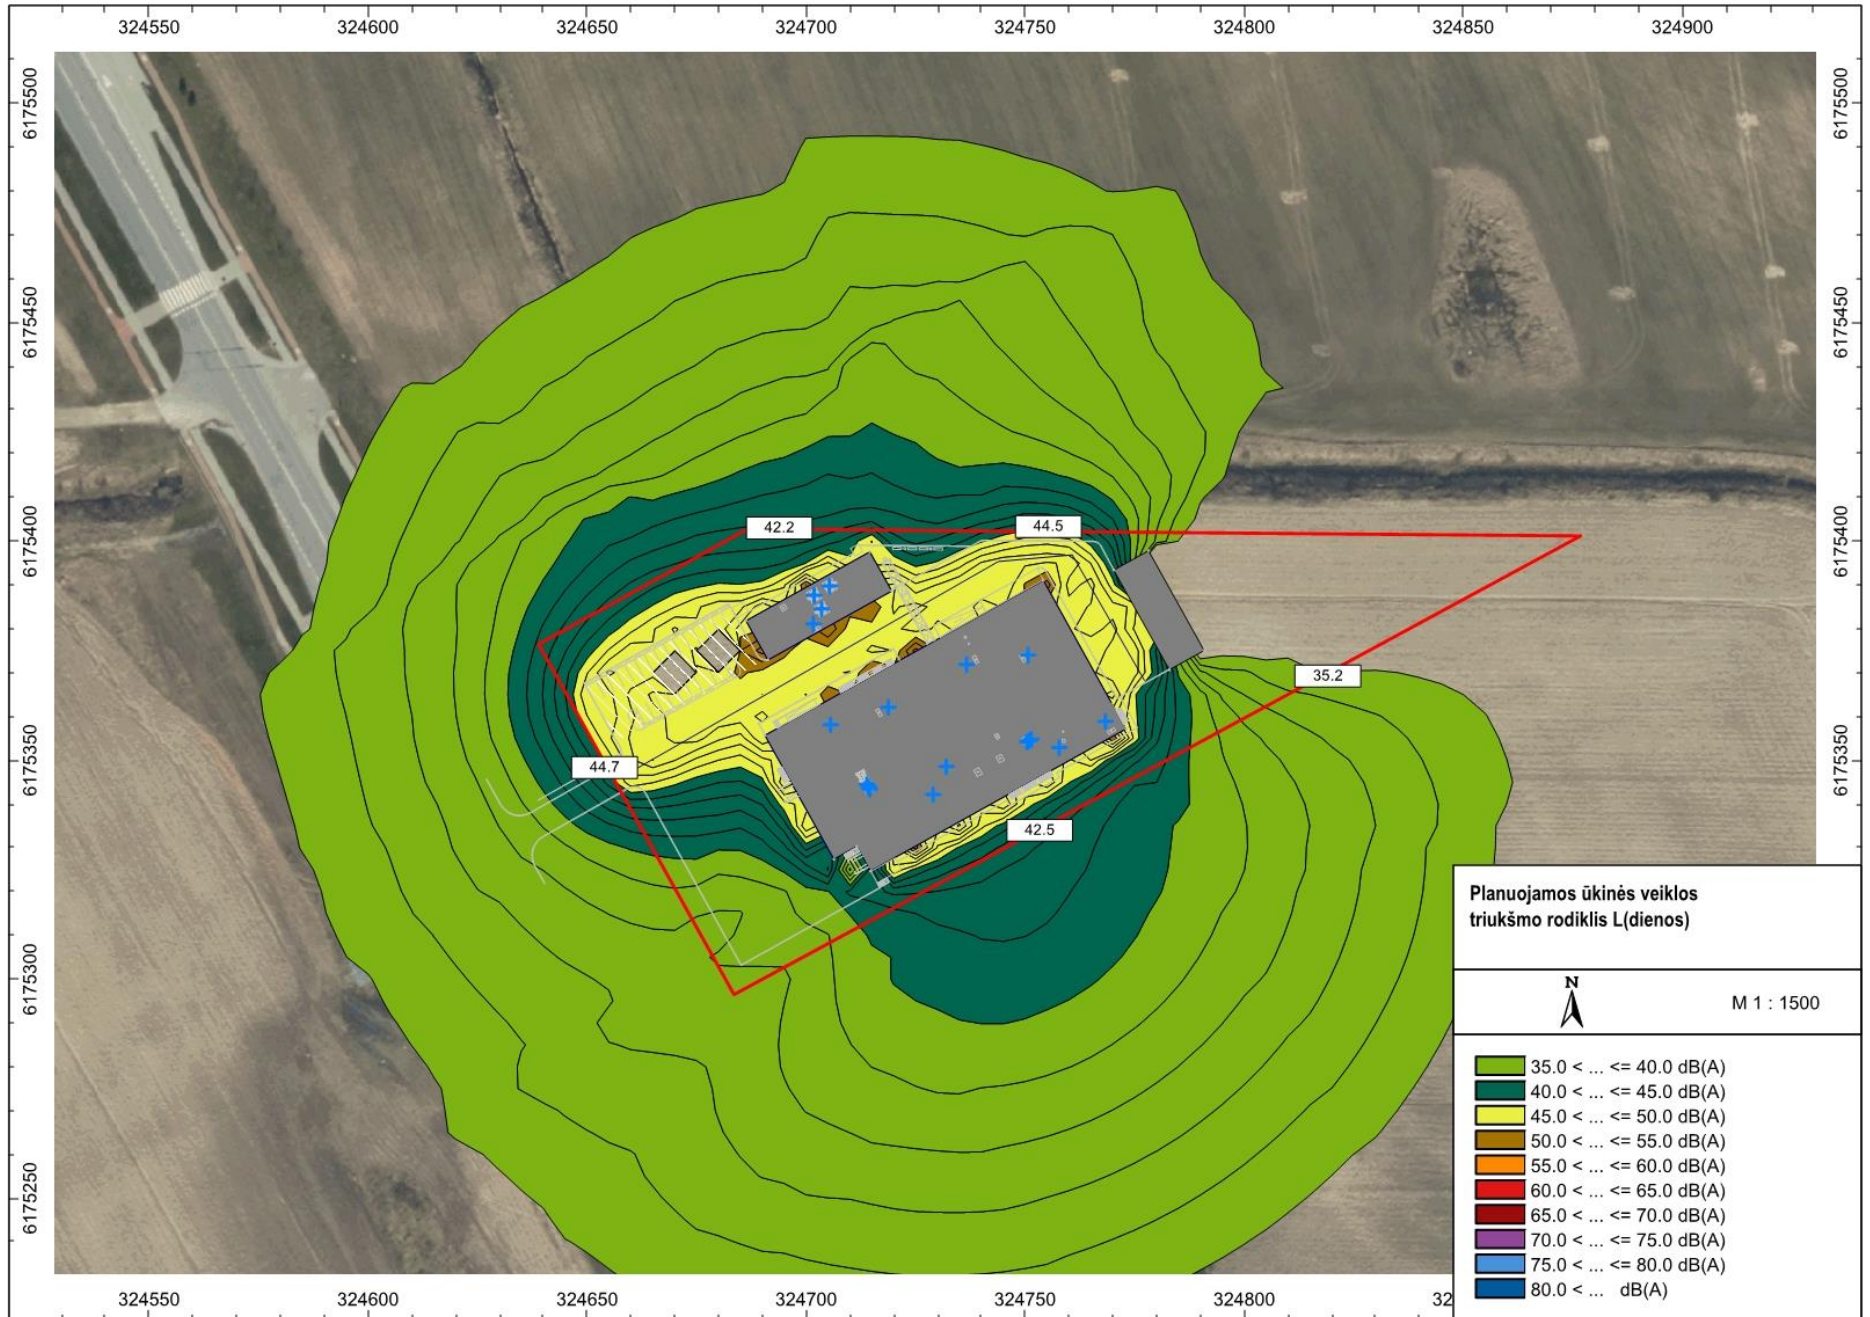 324550 324600 324650 324700 324750 324800 324850 324900
6175500 6175500
6175450 6175450
6175400 6175400
6175350 6175350
6175300
6175250
42.2
44.5
35.2
44.7
42.5
Planuojamos ūkinės veiklos
triukšmo rodiklis L(dienos)
N
M 1 : 1500
35.0 < ... <= 40.0 dB(A)
40.0 < ... <= 45.0 dB(A)
45.0 < ... <= 50.0 dB(A)
50.0 < ... <= 55.0 dB(A)
55.0 < ... <= 60.0 dB(A)
60.0 < ... <= 65.0 dB(A)
65.0 < ... <= 70.0 dB(A)
70.0 < ... <= 75.0 dB(A)
75.0 < ... <= 80.0 dB(A)
80.0 < ... dB(A)
324550 324600 324650 324700 324750 324800 32